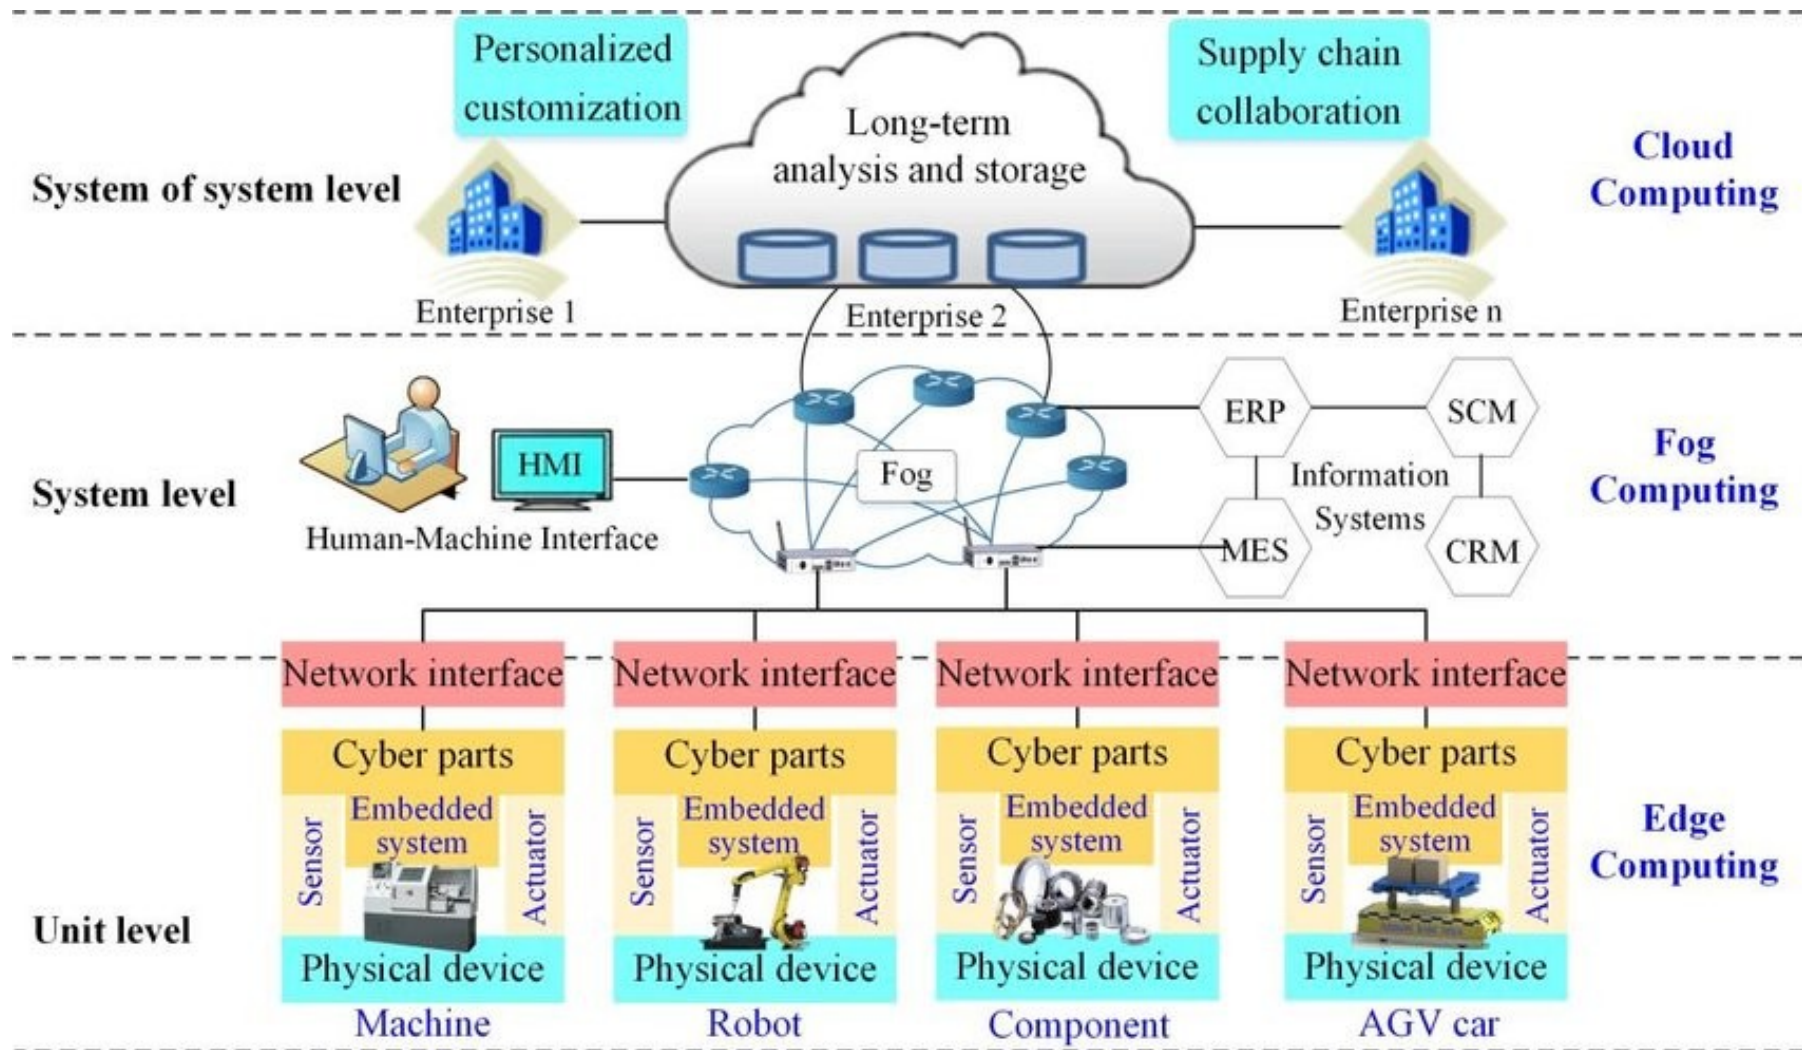 Personalized
customization
Supply chain
collaboration
Long-term
analysis and storage
System of system level
Cloud
Computing
Enterprise 1
Enterprise 2
Enterprise n
ERP
SCM
HMI
Fog
Information
Systems
Fog
Computing
System level
Human-Machine Interface
MES
CRM
Network interface
Network interface
Network interface
Network interface
Cyber parts
Cyber parts
Cyber parts
Cyber parts
Sensor
Embedded
system
Actuator
Sensor
Embedded
system
Actuator
Sensor
Embedded
system
Actuator
Sensor
Embedded
system
Actuator
Edge
Computing
Unit level
Physical device
Physical device
Physical device
Physical device
Machine
Robot
Component
AGV car